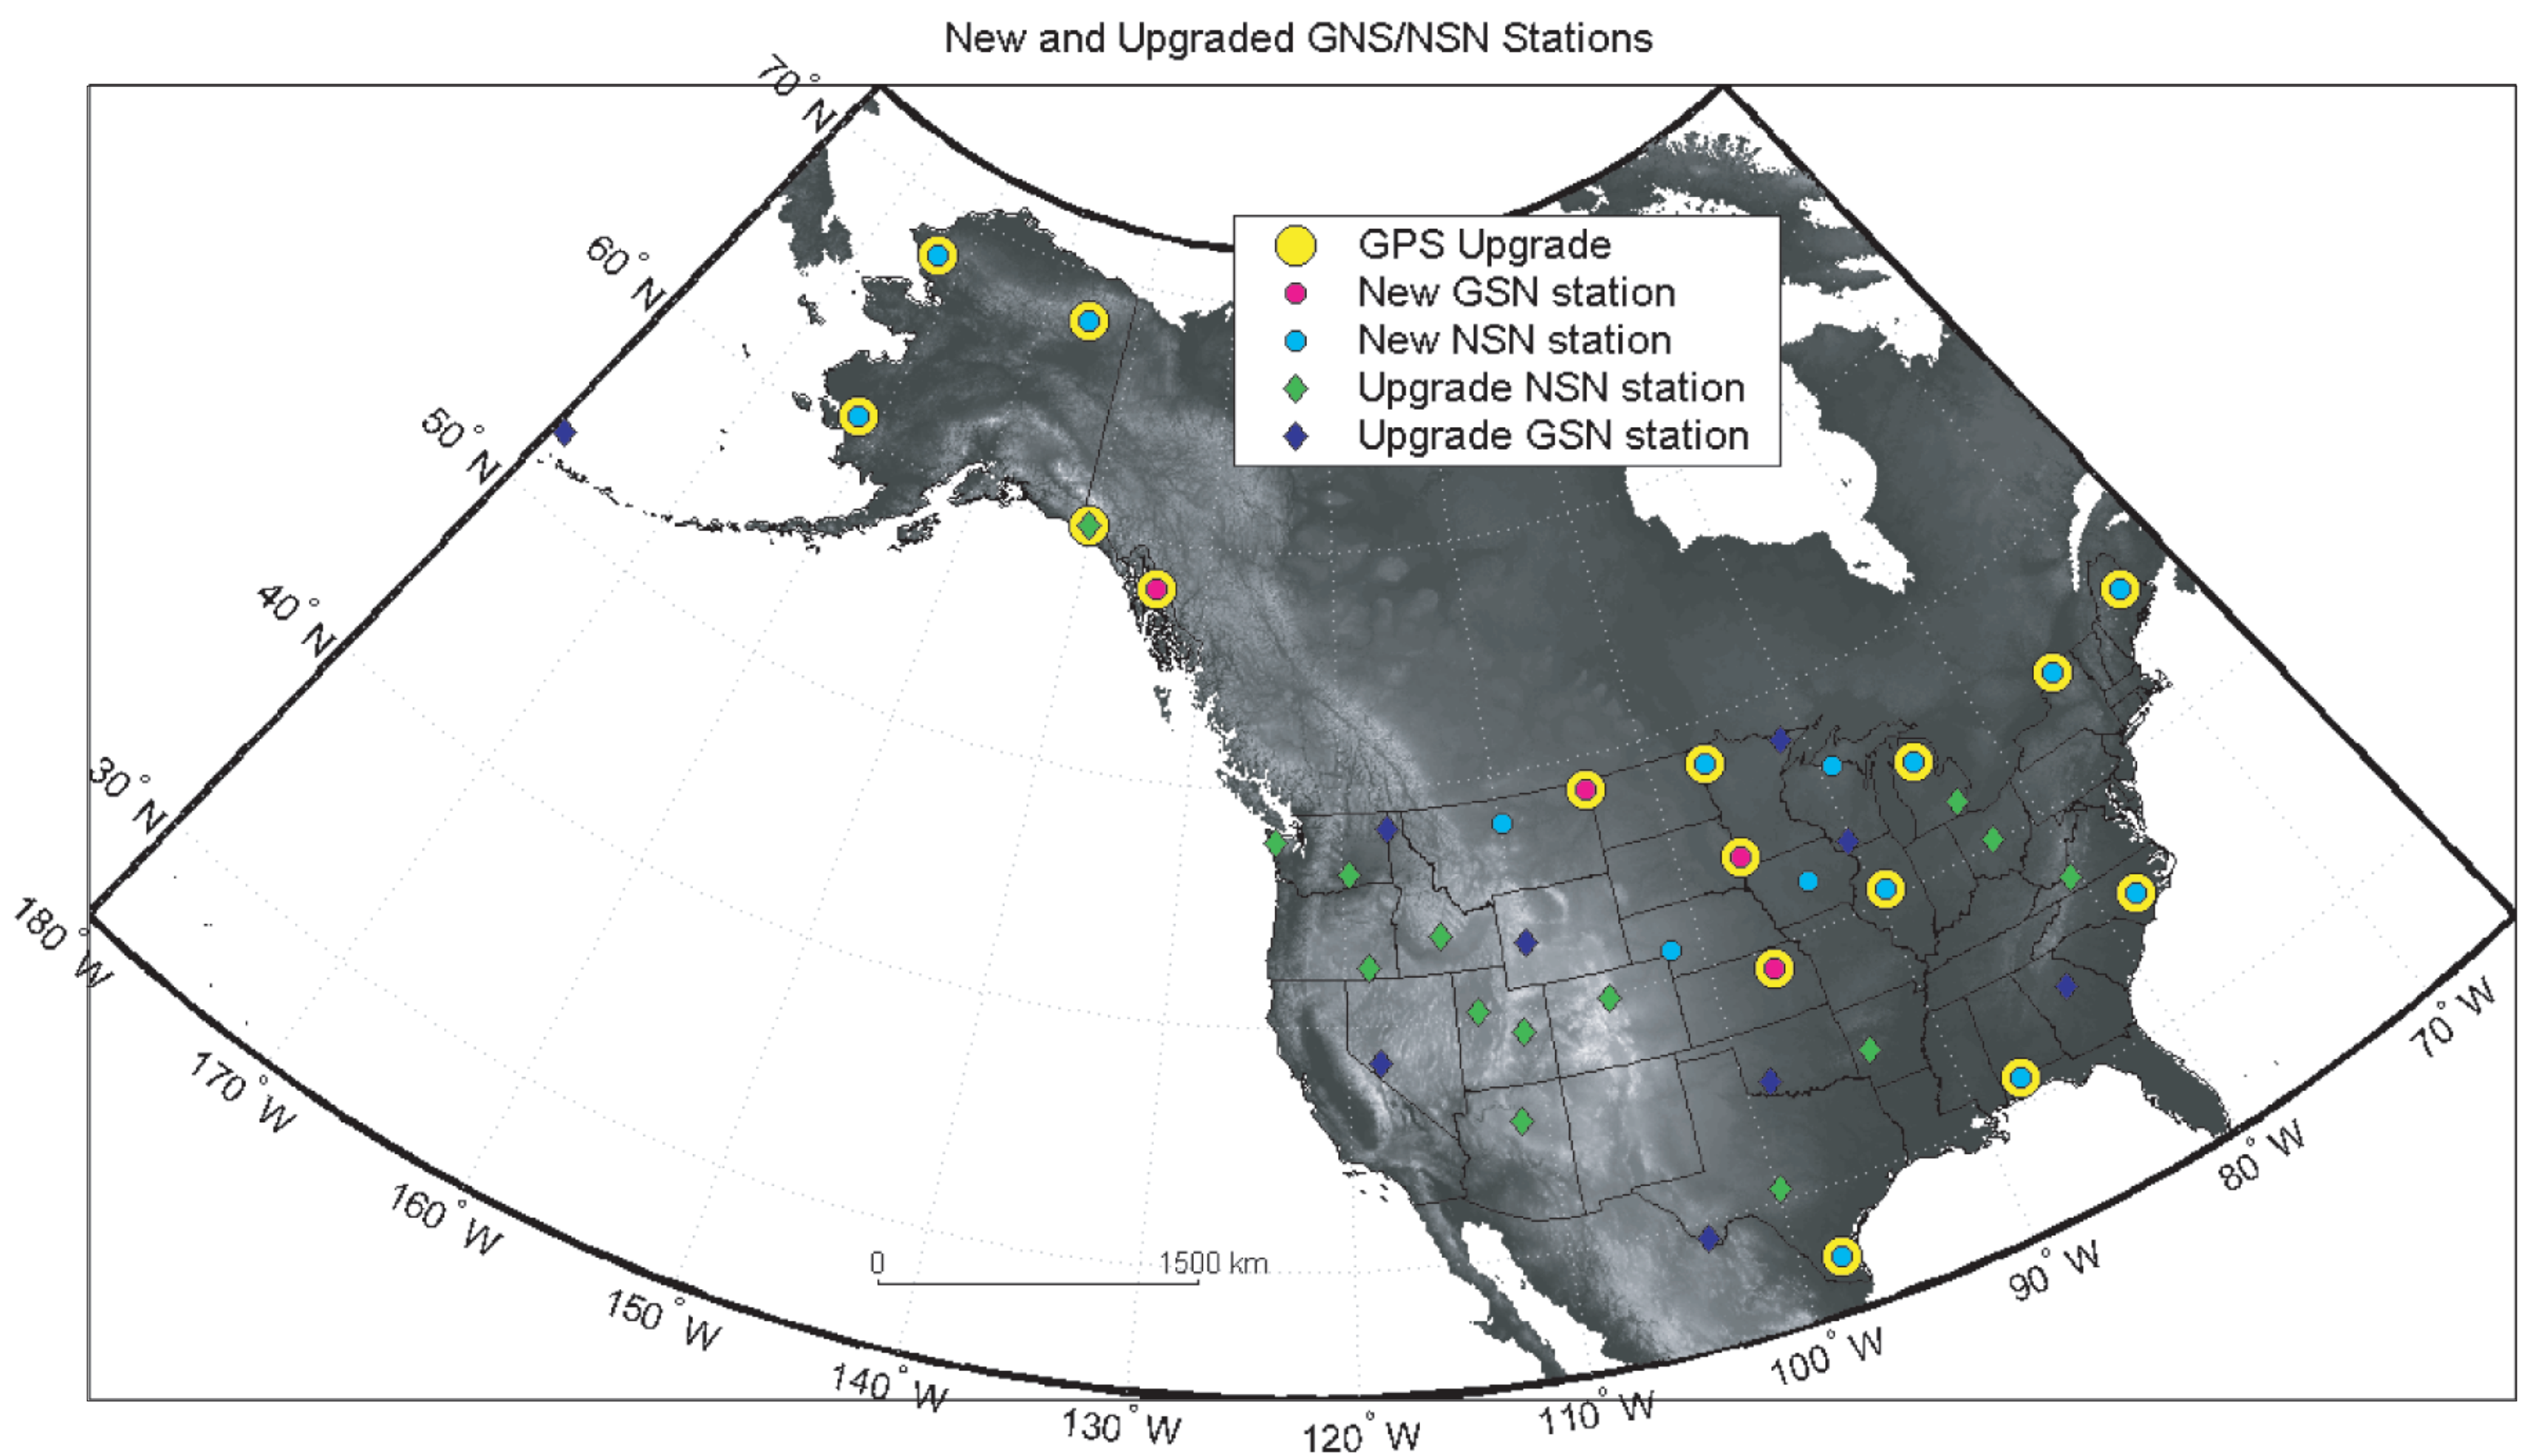 New and Upgraded GNS/NSN Stations
70° N
60° N
50° N
40° N
30° N
180° W
170° W
160° W
150° W
140° W
130° W
120° W
110° W
100° W
90° W
80° W
70° W
GPS Upgrade
New GSN station
New NSN station
Upgrade NSN station
Upgrade GSN station
0 1500 km